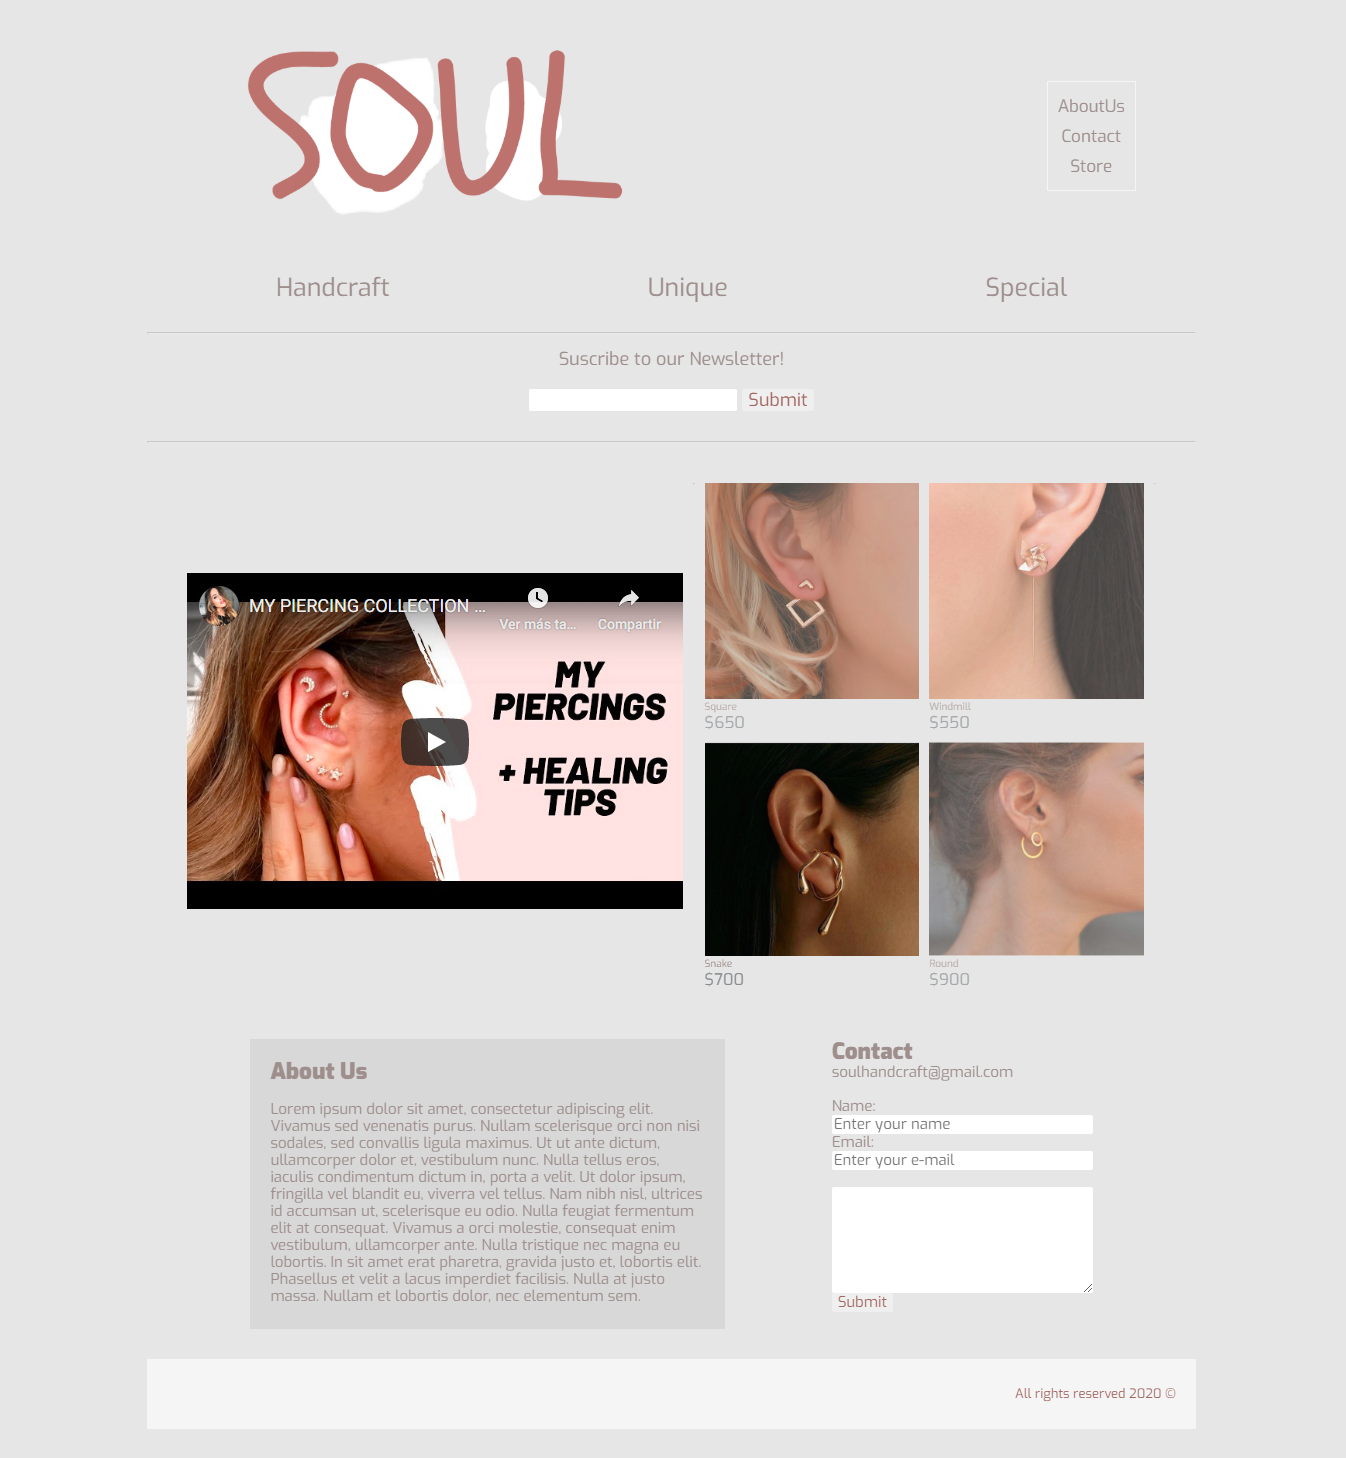 SOUL
AboutUs
Contact
Store
Handcraft
Unique
Special
Suscribe to our Newsletter!
Submit
MY PIERCING COLLECTION ...
Ver más ta...
Compartir
MY
PIERCINGS
+ HEALING
TIPS
Square
$650
Windmill
$550
Snake
$700
Round
$900
About Us
Lorem ipsum dolor sit amet, consectetur adipiscing elit.
Vivamus sed venenatis purus. Nullam scelerisque orci non nisi
sodales, sed convallis ligula maximus. Ut ut ante dictum,
ullamcorper dolor et, vestibulum nunc. Nulla tellus eros,
iaculis condimentum dictum in, porta a velit. Ut dolor ipsum,
fringilla vel blandit eu, viverra vel tellus. Nam nibh nisl, ultrices
id accumsan ut, scelerisque eu odio. Nulla feugiat fermentum
elit at consequat. Vivamus a orci molestie, consequat enim
vestibulum, ullamcorper ante. Nulla tristique nec magna eu
lobortis. In sit amet erat pharetra, gravida justo et, lobortis elit.
Phasellus et velit a lacus imperdiet facilisis. Nulla at justo
massa. Nullam et lobortis dolor, nec elementum sem.
Contact
soulhandcraft@gmail.com
Name:
Enter your name
Email:
Enter your e-mail
Submit
All rights reserved 2020 ©